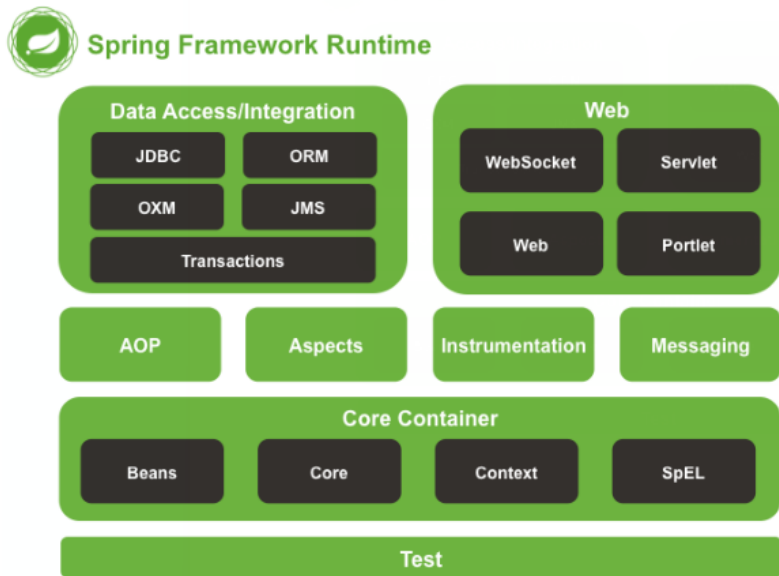 Spring Framework Runtime
Data Access/Integration
JDBC
ORM
OXM
JMS
Transactions
Web
WebSocket
Servlet
Web
Portlet
AOP
Aspects
Instrumentation
Messaging
Core Container
Beans
Core
Context
SpEL
Test